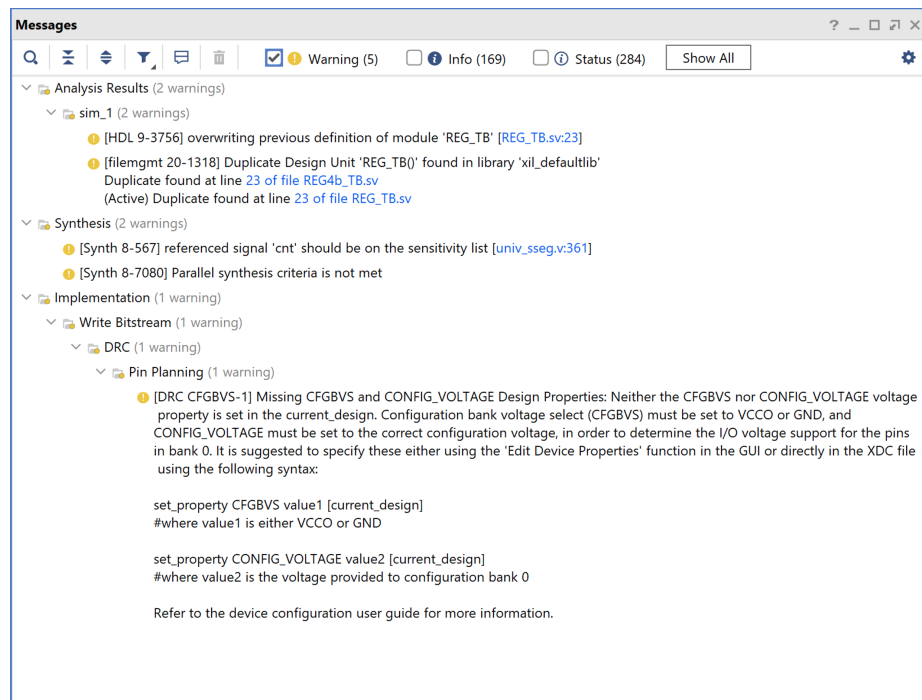 Messages
Warning (5) Info (169) Status (284) Show All
Analysis Results (2 warnings)
sim_1 (2 warnings)
[HDL 9-3756] overwriting previous definition of module 'REG_TB' [REG_TB.sv:23]
[filemgmt 20-1318] Duplicate Design Unit 'REG_TB()' found in library 'xil_defaultlib'
Duplicate found at line 23 of file REG4b_TB.sv
(Active) Duplicate found at line 23 of file REG_TB.sv
Synthesis (2 warnings)
[Synth 8-567] referenced signal 'cnt' should be on the sensitivity list [univ_sseg.v:361]
[Synth 8-7080] Parallel synthesis criteria is not met
Implementation (1 warning)
Write Bitstream (1 warning)
DRC (1 warning)
Pin Planning (1 warning)
[DRC CFGBVS-1] Missing CFGBVS and CONFIG_VOLTAGE Design Properties: Neither the CFGBVS nor CONFIG_VOLTAGE voltage
property is set in the current_design. Configuration bank voltage select (CFGBVS) must be set to VCCO or GND, and
CONFIG_VOLTAGE must be set to the correct configuration voltage, in order to determine the I/O voltage support for the pins
in bank 0. It is suggested to specify these either using the 'Edit Device Properties' function in the GUI or directly in the XDC file
using the following syntax:
set_property CFGBVS value1 [current_design]
#where value1 is either VCCO or GND
set_property CONFIG_VOLTAGE value2 [current_design]
#where value2 is the voltage provided to configuration bank 0
Refer to the device configuration user guide for more information.